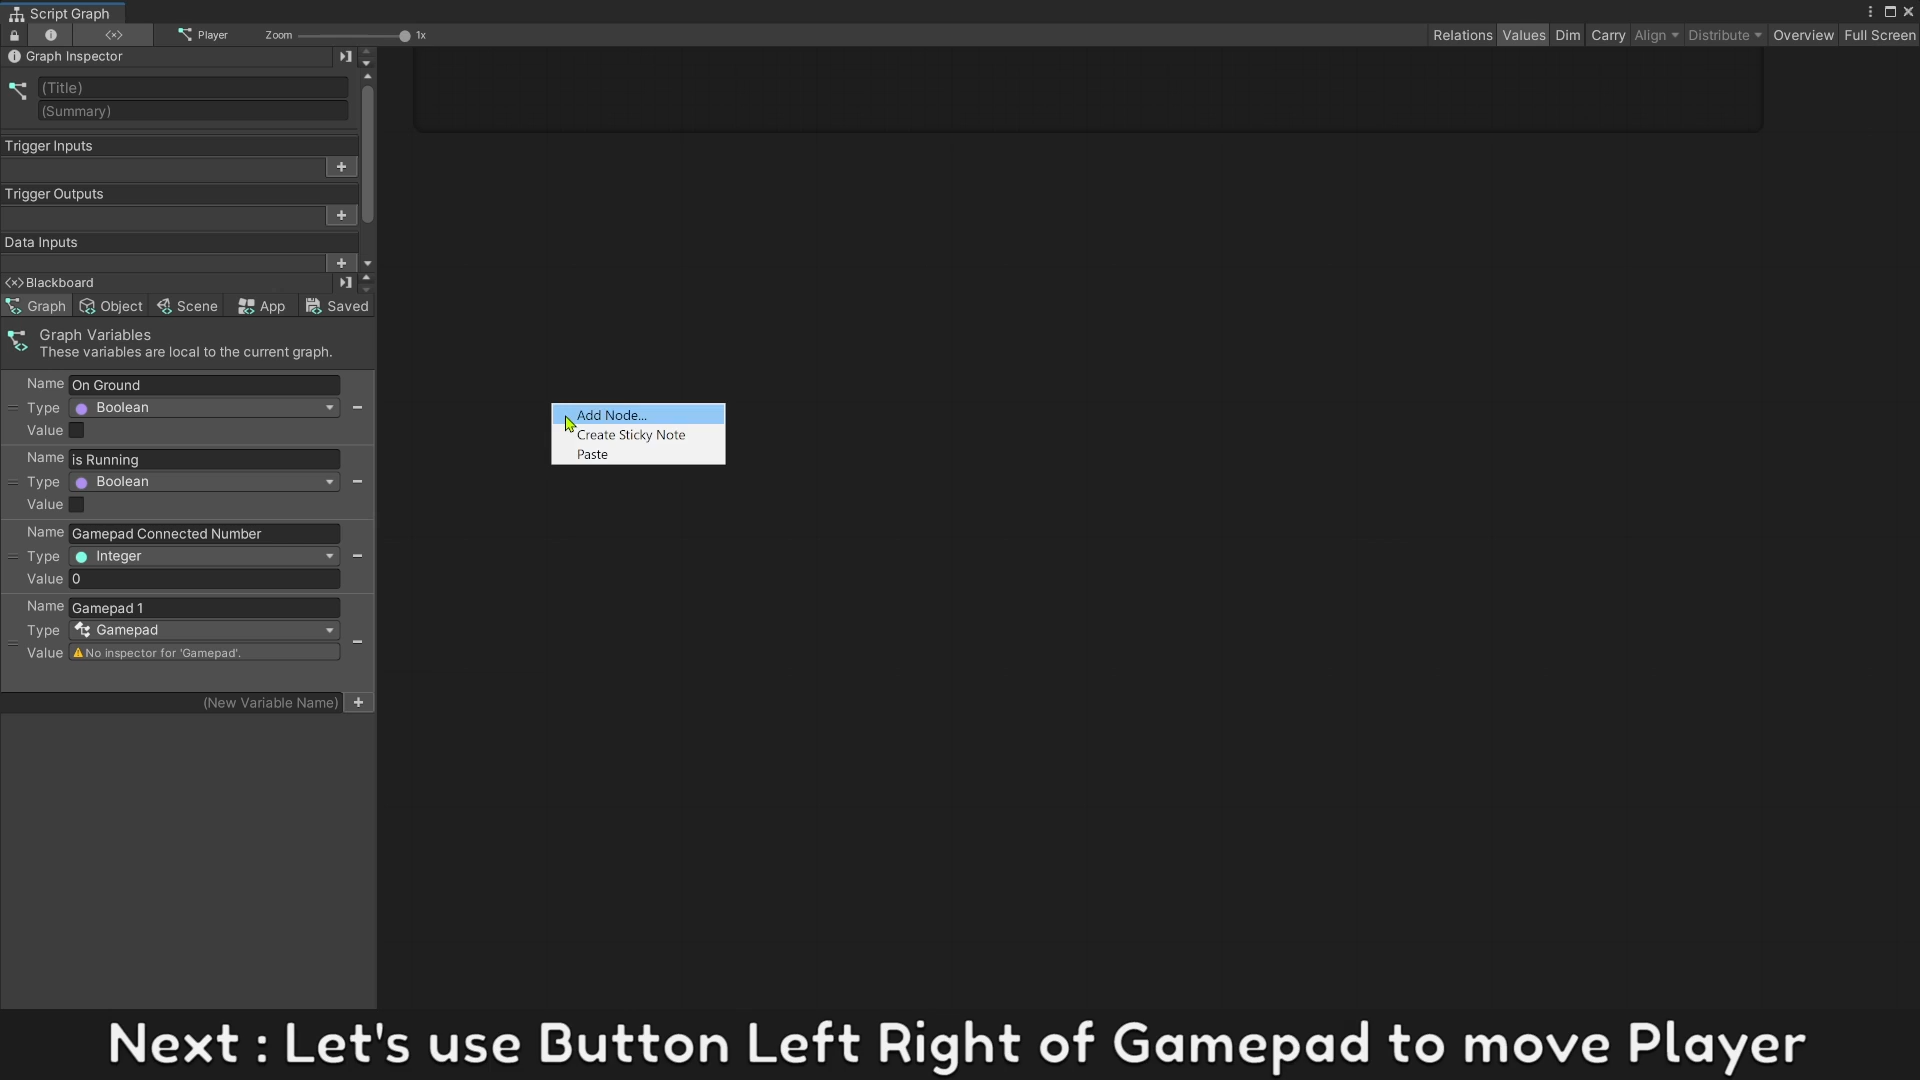 Script Graph
Player Zoom 1x Relations Values Dim Carry Align Distribute Overview Full Screen
Graph Inspector
(Title)
(Summary)
Trigger Inputs
Trigger Outputs
Data Inputs
Blackboard
Graph Object Scene App Saved
Graph Variables
These variables are local to the current graph.
Name On Ground
Type Boolean
Value
Name is Running
Type Boolean
Value
Name Gamepad Connected Number
Type Integer
Value 0
Name Gamepad 1
Type Gamepad
Value No inspector for 'Gamepad'.
(New Variable Name)
Add Node...
Create Sticky Note
Paste
Next : Let's use Button Left Right of Gamepad to move Player